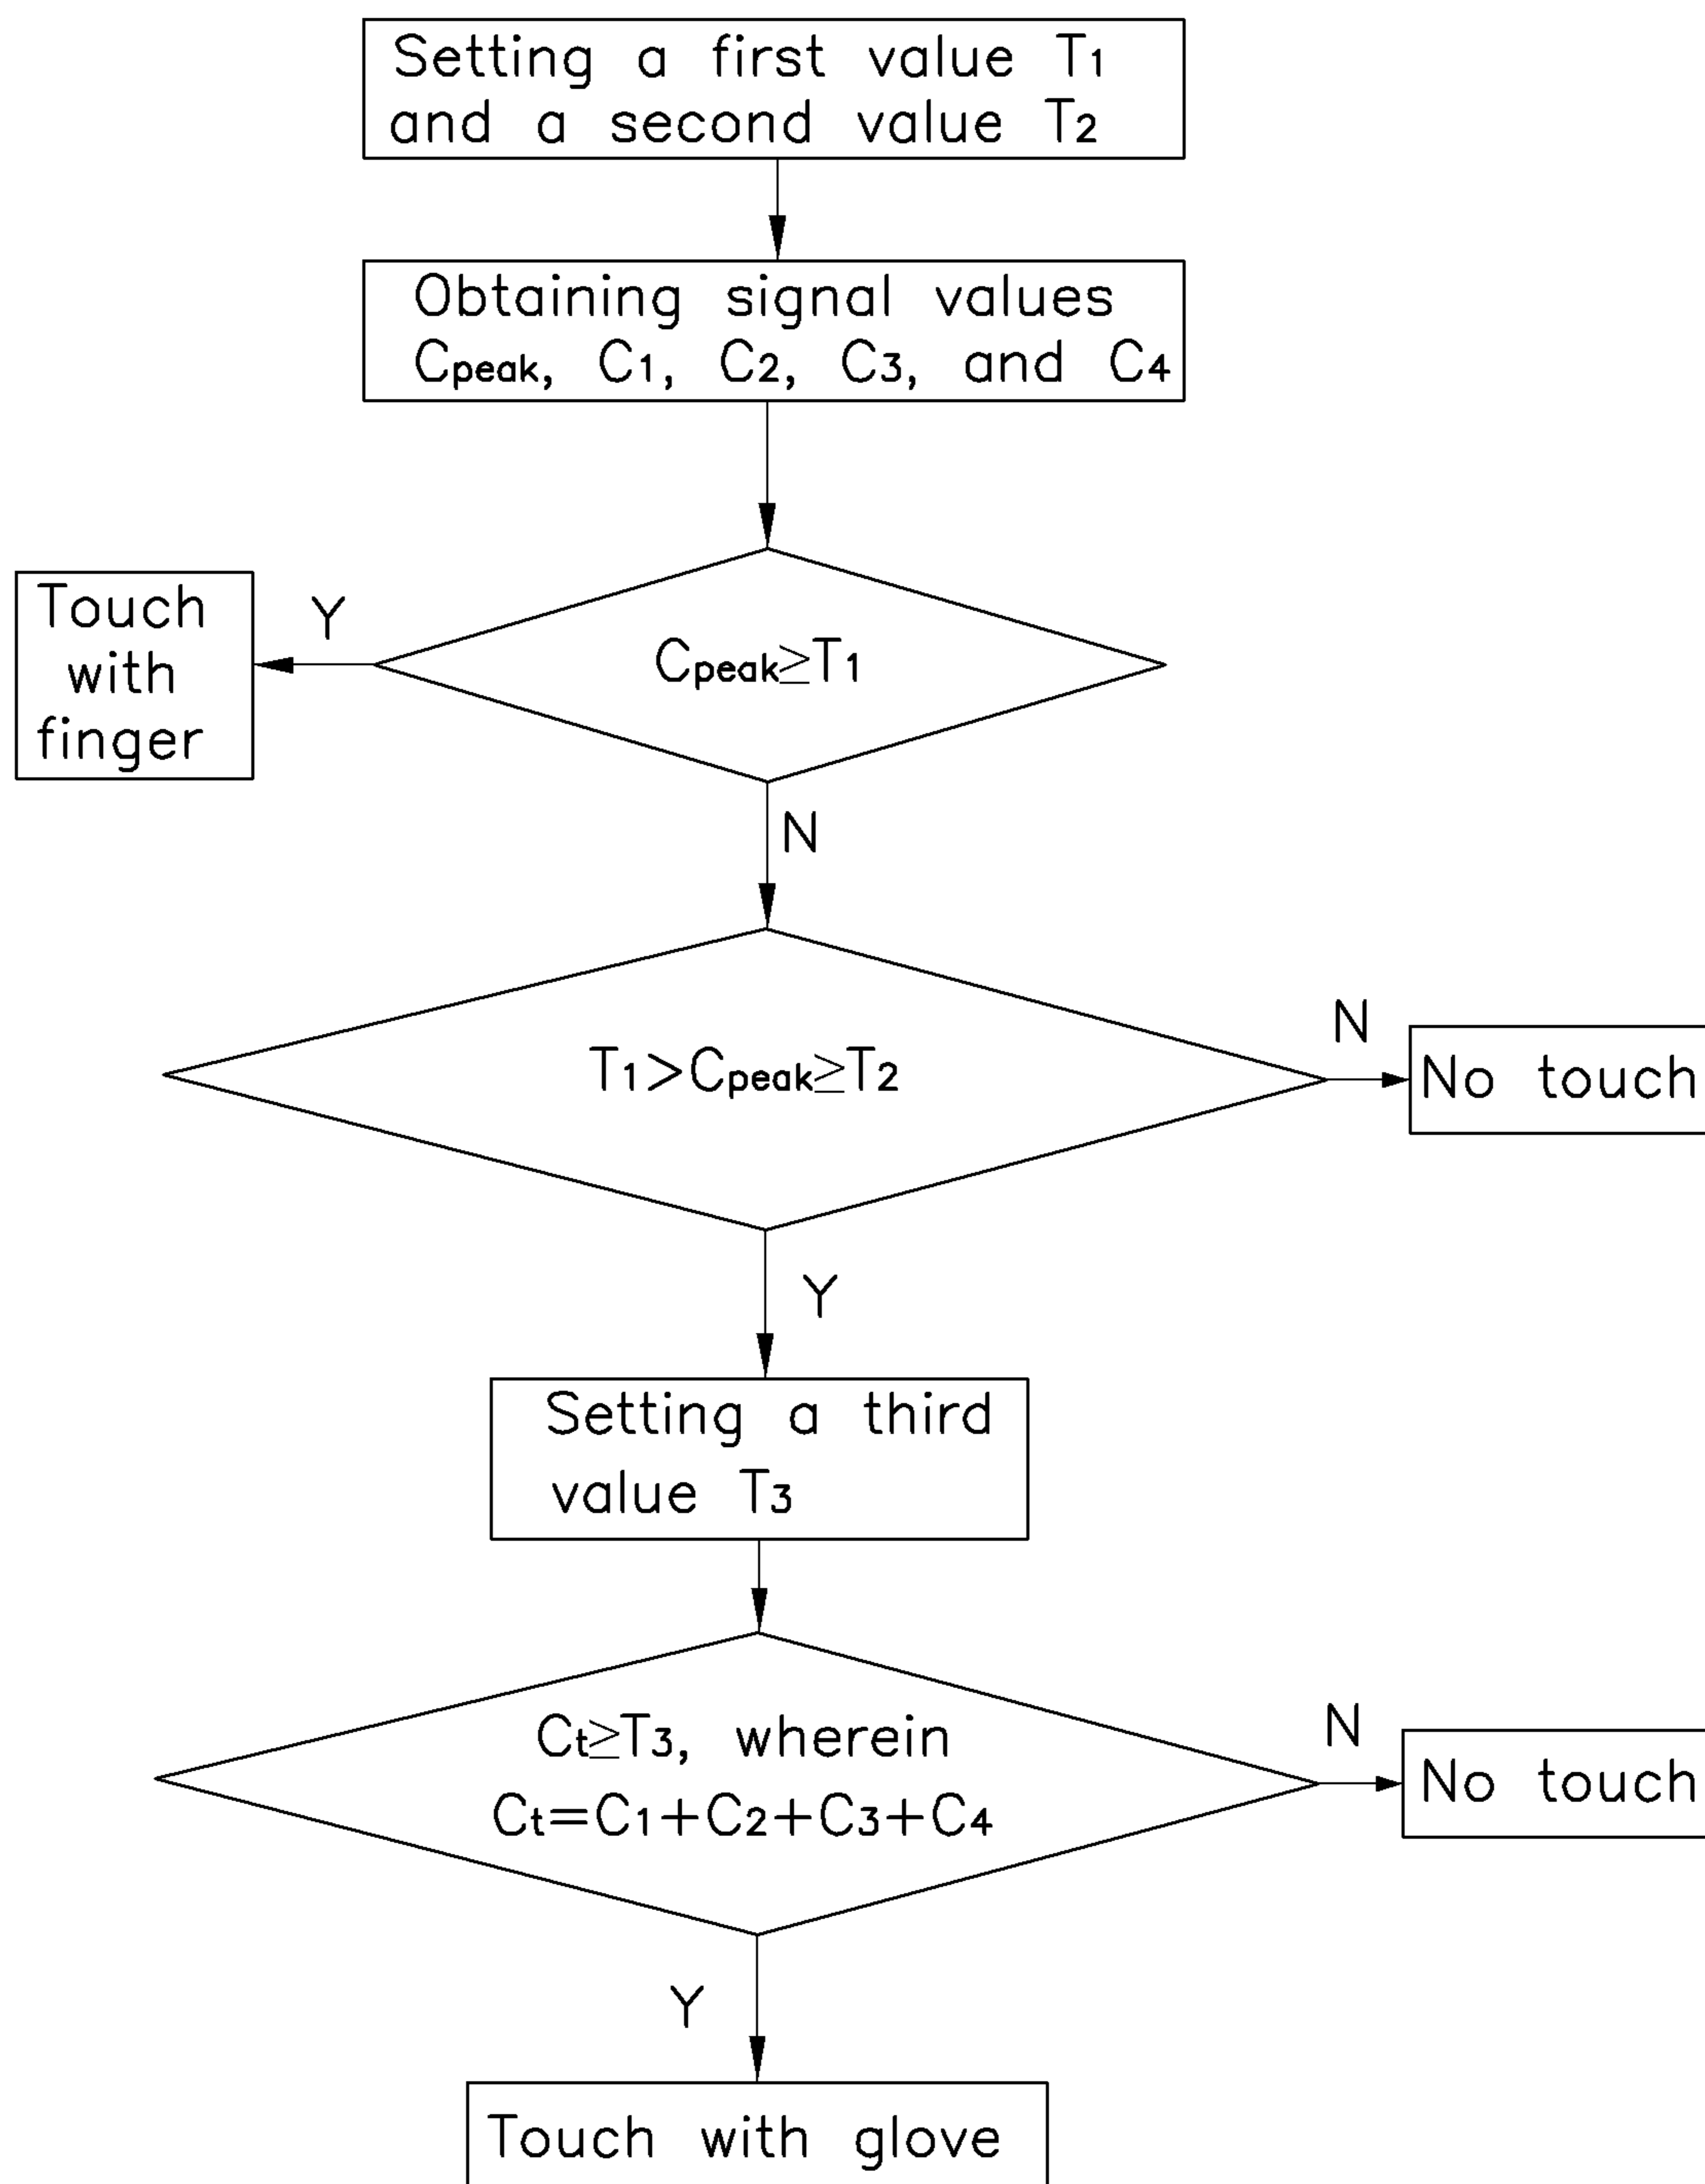 Setting a first value T1
and a second value T2
Obtaining signal values
Cpeak, C1, C2, C3, and C4
Touch
with
finger
Y
Cpeak≥T1
N
T1>Cpeak≥T2
N
No touch
Y
Setting a third
value T3
Ct≥T3, wherein
Ct=C1+C2+C3+C4
N
No touch
Y
Touch with glove